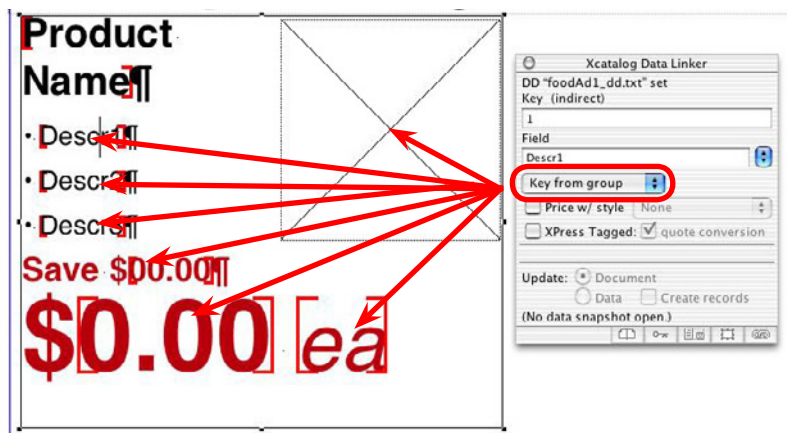 Product
Name¶
• Descr1¶
• Descr2¶
• Descr3¶
Save $00.00¶
$0.00 ea
Xcatalog Data Linker
DD "foodAd1_dd.txt" set
Key (indirect)
1
Field
Descr1
Key from group
Price w/ style None
XPress Tagged: quote conversion
Update: Document
Data Create records
(No data snapshot open.)